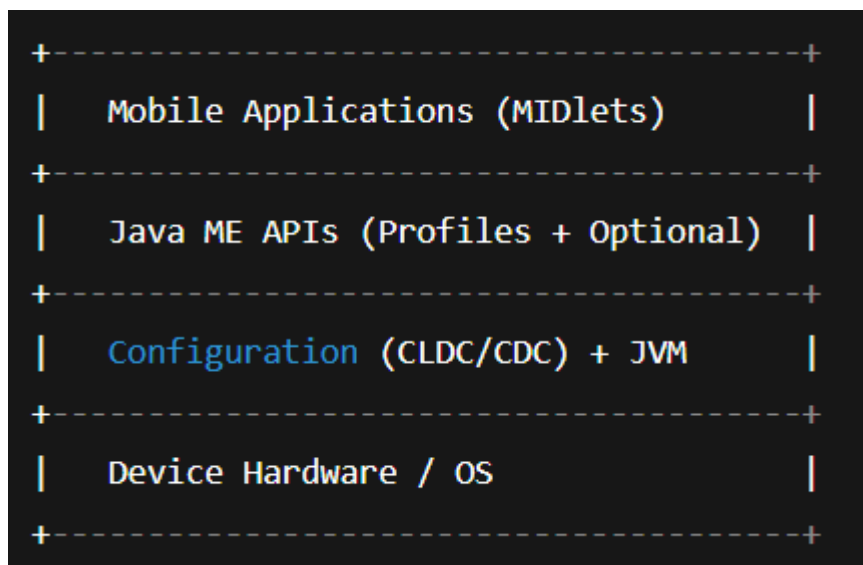 +---------------------------------------+
|   Mobile Applications (MIDlets)       |
+---------------------------------------+
|   Java ME APIs (Profiles + Optional)  |
+---------------------------------------+
|   Configuration (CLDC/CDC) + JVM      |
+---------------------------------------+
|   Device Hardware / OS                |
+---------------------------------------+